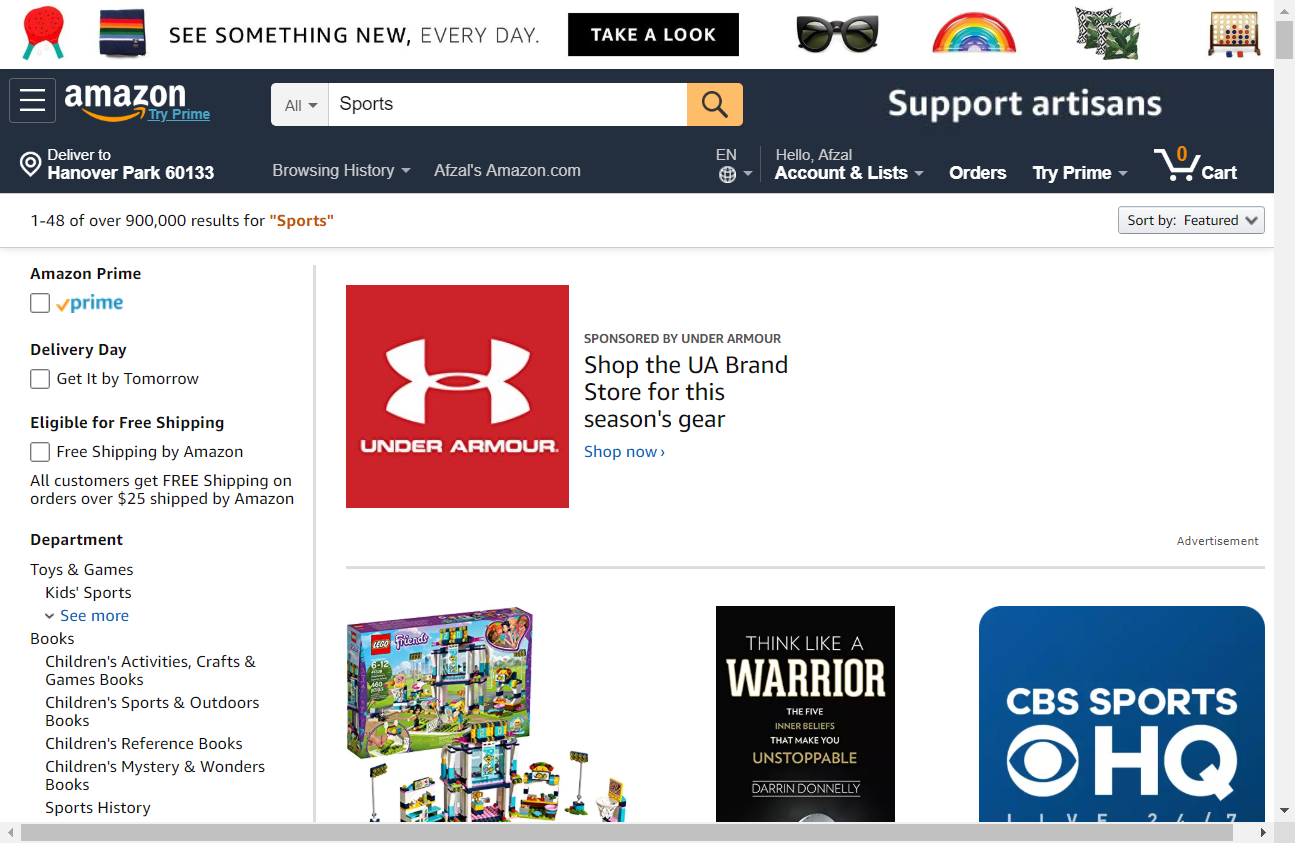 SEE SOMETHING NEW, EVERY DAY.
TAKE A LOOK
amazon
Try Prime
All
Sports
Support artisans
Deliver to
Hanover Park 60133
Browsing History
Afzal's Amazon.com
EN
Hello, Afzal
Account & Lists
Orders
Try Prime
0
Cart
1-48 of over 900,000 results for "Sports"
Sort by: Featured
Amazon Prime
prime
Delivery Day
Get It by Tomorrow
Eligible for Free Shipping
Free Shipping by Amazon
All customers get FREE Shipping on
orders over $25 shipped by Amazon
Department
Toys & Games
Kids' Sports
See more
Books
Children's Activities, Crafts &
Games Books
Children's Sports & Outdoors
Books
Children's Reference Books
Children's Mystery & Wonders
Books
Sports History
UNDER ARMOUR.
SPONSORED BY UNDER ARMOUR
Shop the UA Brand
Store for this
season's gear
Shop now ›
Advertisement
LEGO
Friends
6-12
THINK LIKE A
WARRIOR
THE FIVE
INNER BELIEFS
THAT MAKE YOU
UNSTOPPABLE
DARRIN DONNELLY
CBS SPORTS
HQ
LIVE 24/7